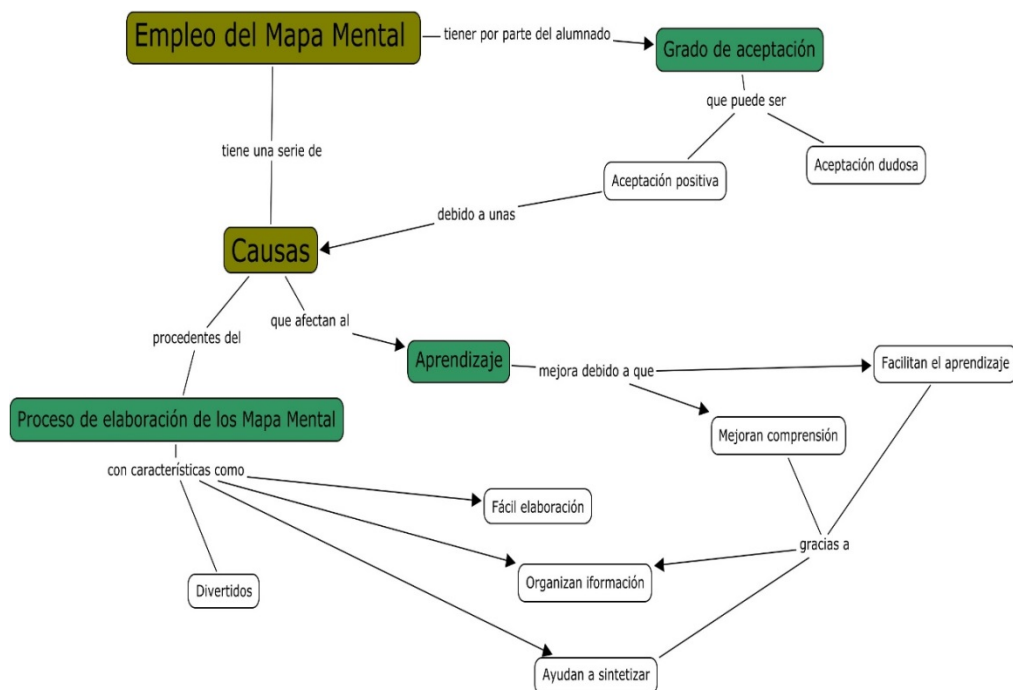 Empleo del Mapa Mental
tiener por parte del alumnado
Grado de aceptación
que puede ser
Aceptación positiva
Aceptación dudosa
tiene una serie de
debido a unas
Causas
procedentes del
que afectan al
Aprendizaje
mejora debido a que
Facilitan el aprendizaje
Proceso de elaboración de los Mapa Mental
Mejoran comprensión
con características como
Fácil elaboración
gracias a
Organizan iformación
Divertidos
Ayudan a sintetizar